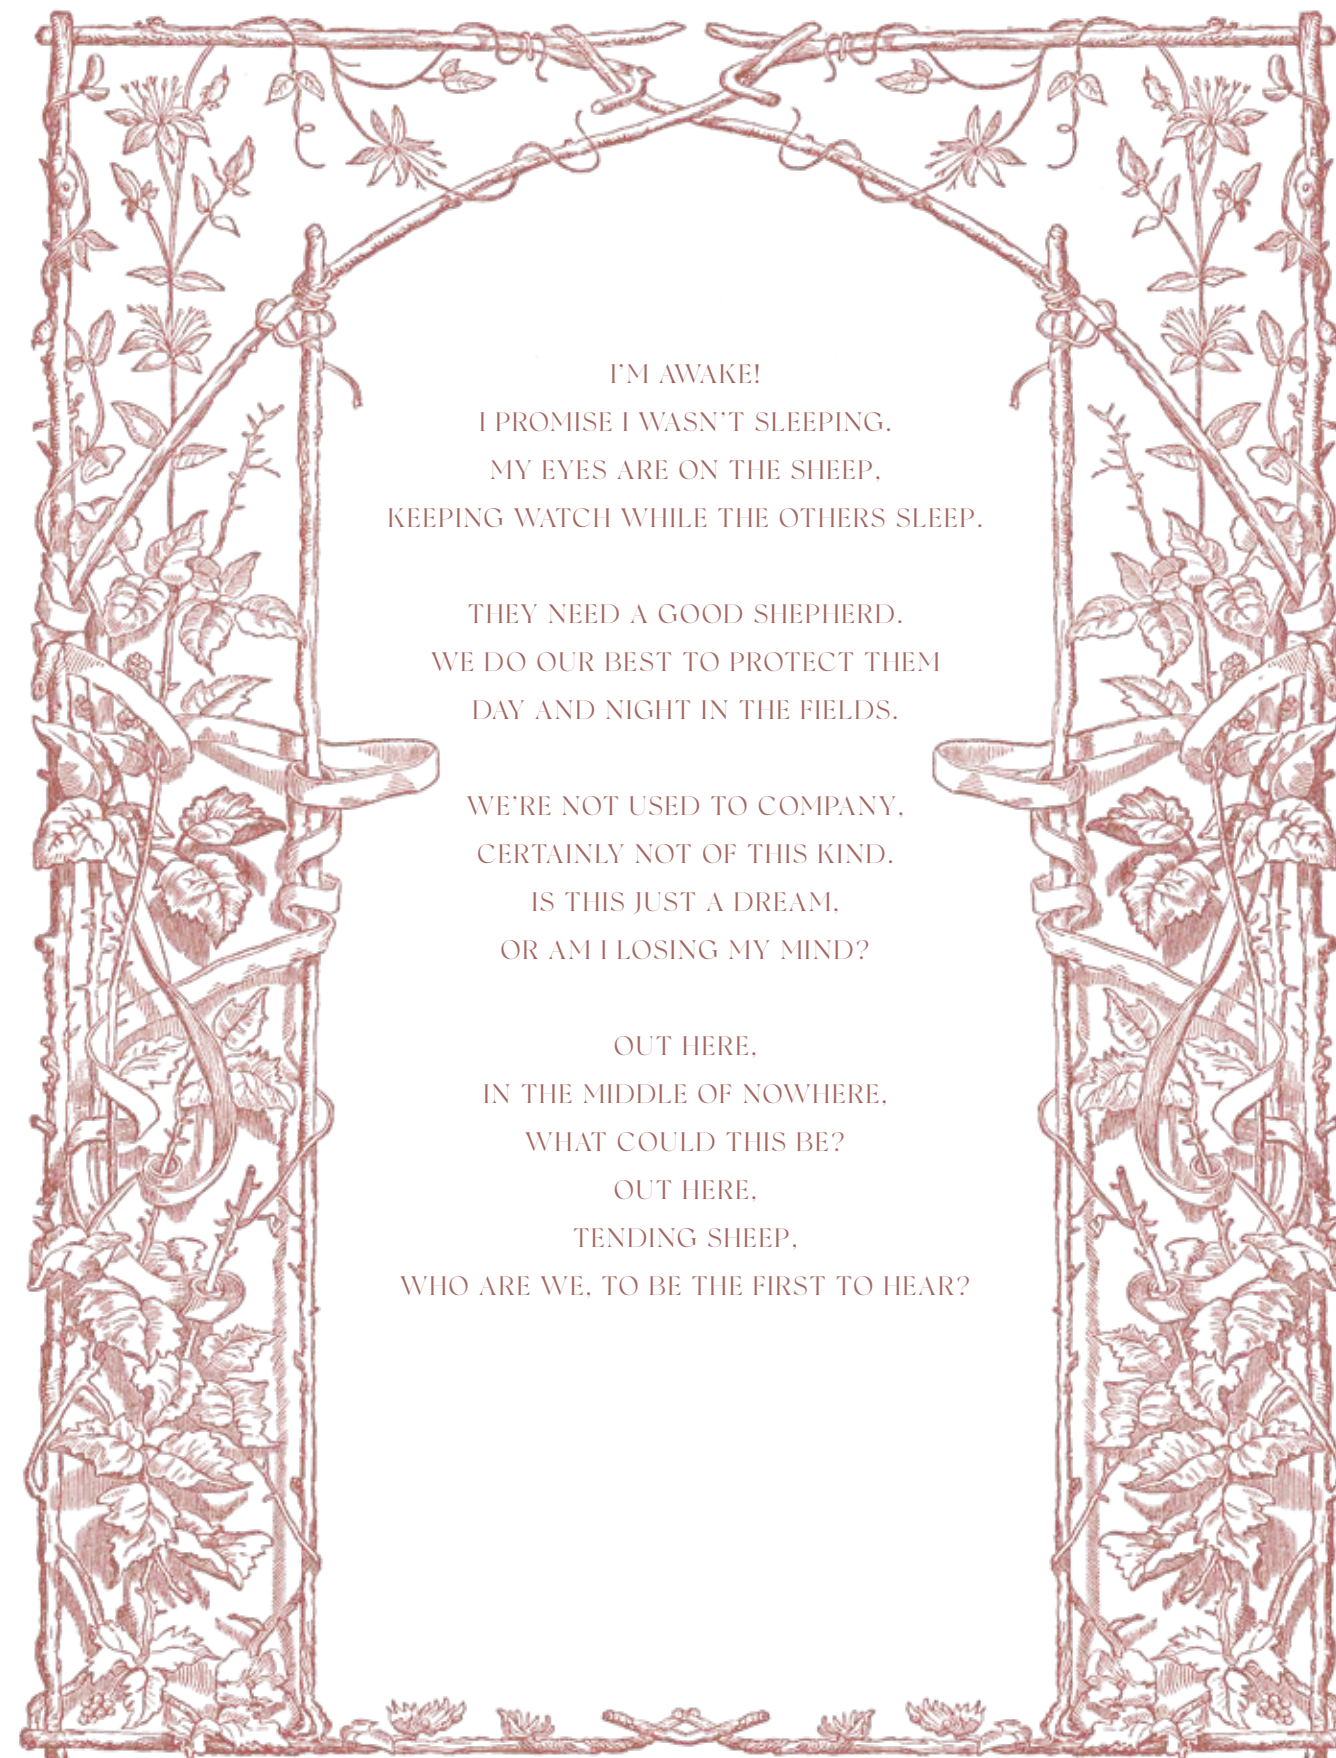 I'M AWAKE!
I PROMISE I WASN'T SLEEPING.
MY EYES ARE ON THE SHEEP,
KEEPING WATCH WHILE THE OTHERS SLEEP.
THEY NEED A GOOD SHEPHERD.
WE DO OUR BEST TO PROTECT THEM
DAY AND NIGHT IN THE FIELDS.
WE'RE NOT USED TO COMPANY,
CERTAINLY NOT OF THIS KIND.
IS THIS JUST A DREAM,
OR AM I LOSING MY MIND?
OUT HERE,
IN THE MIDDLE OF NOWHERE,
WHAT COULD THIS BE?
OUT HERE,
TENDING SHEEP,
WHO ARE WE, TO BE THE FIRST TO HEAR?